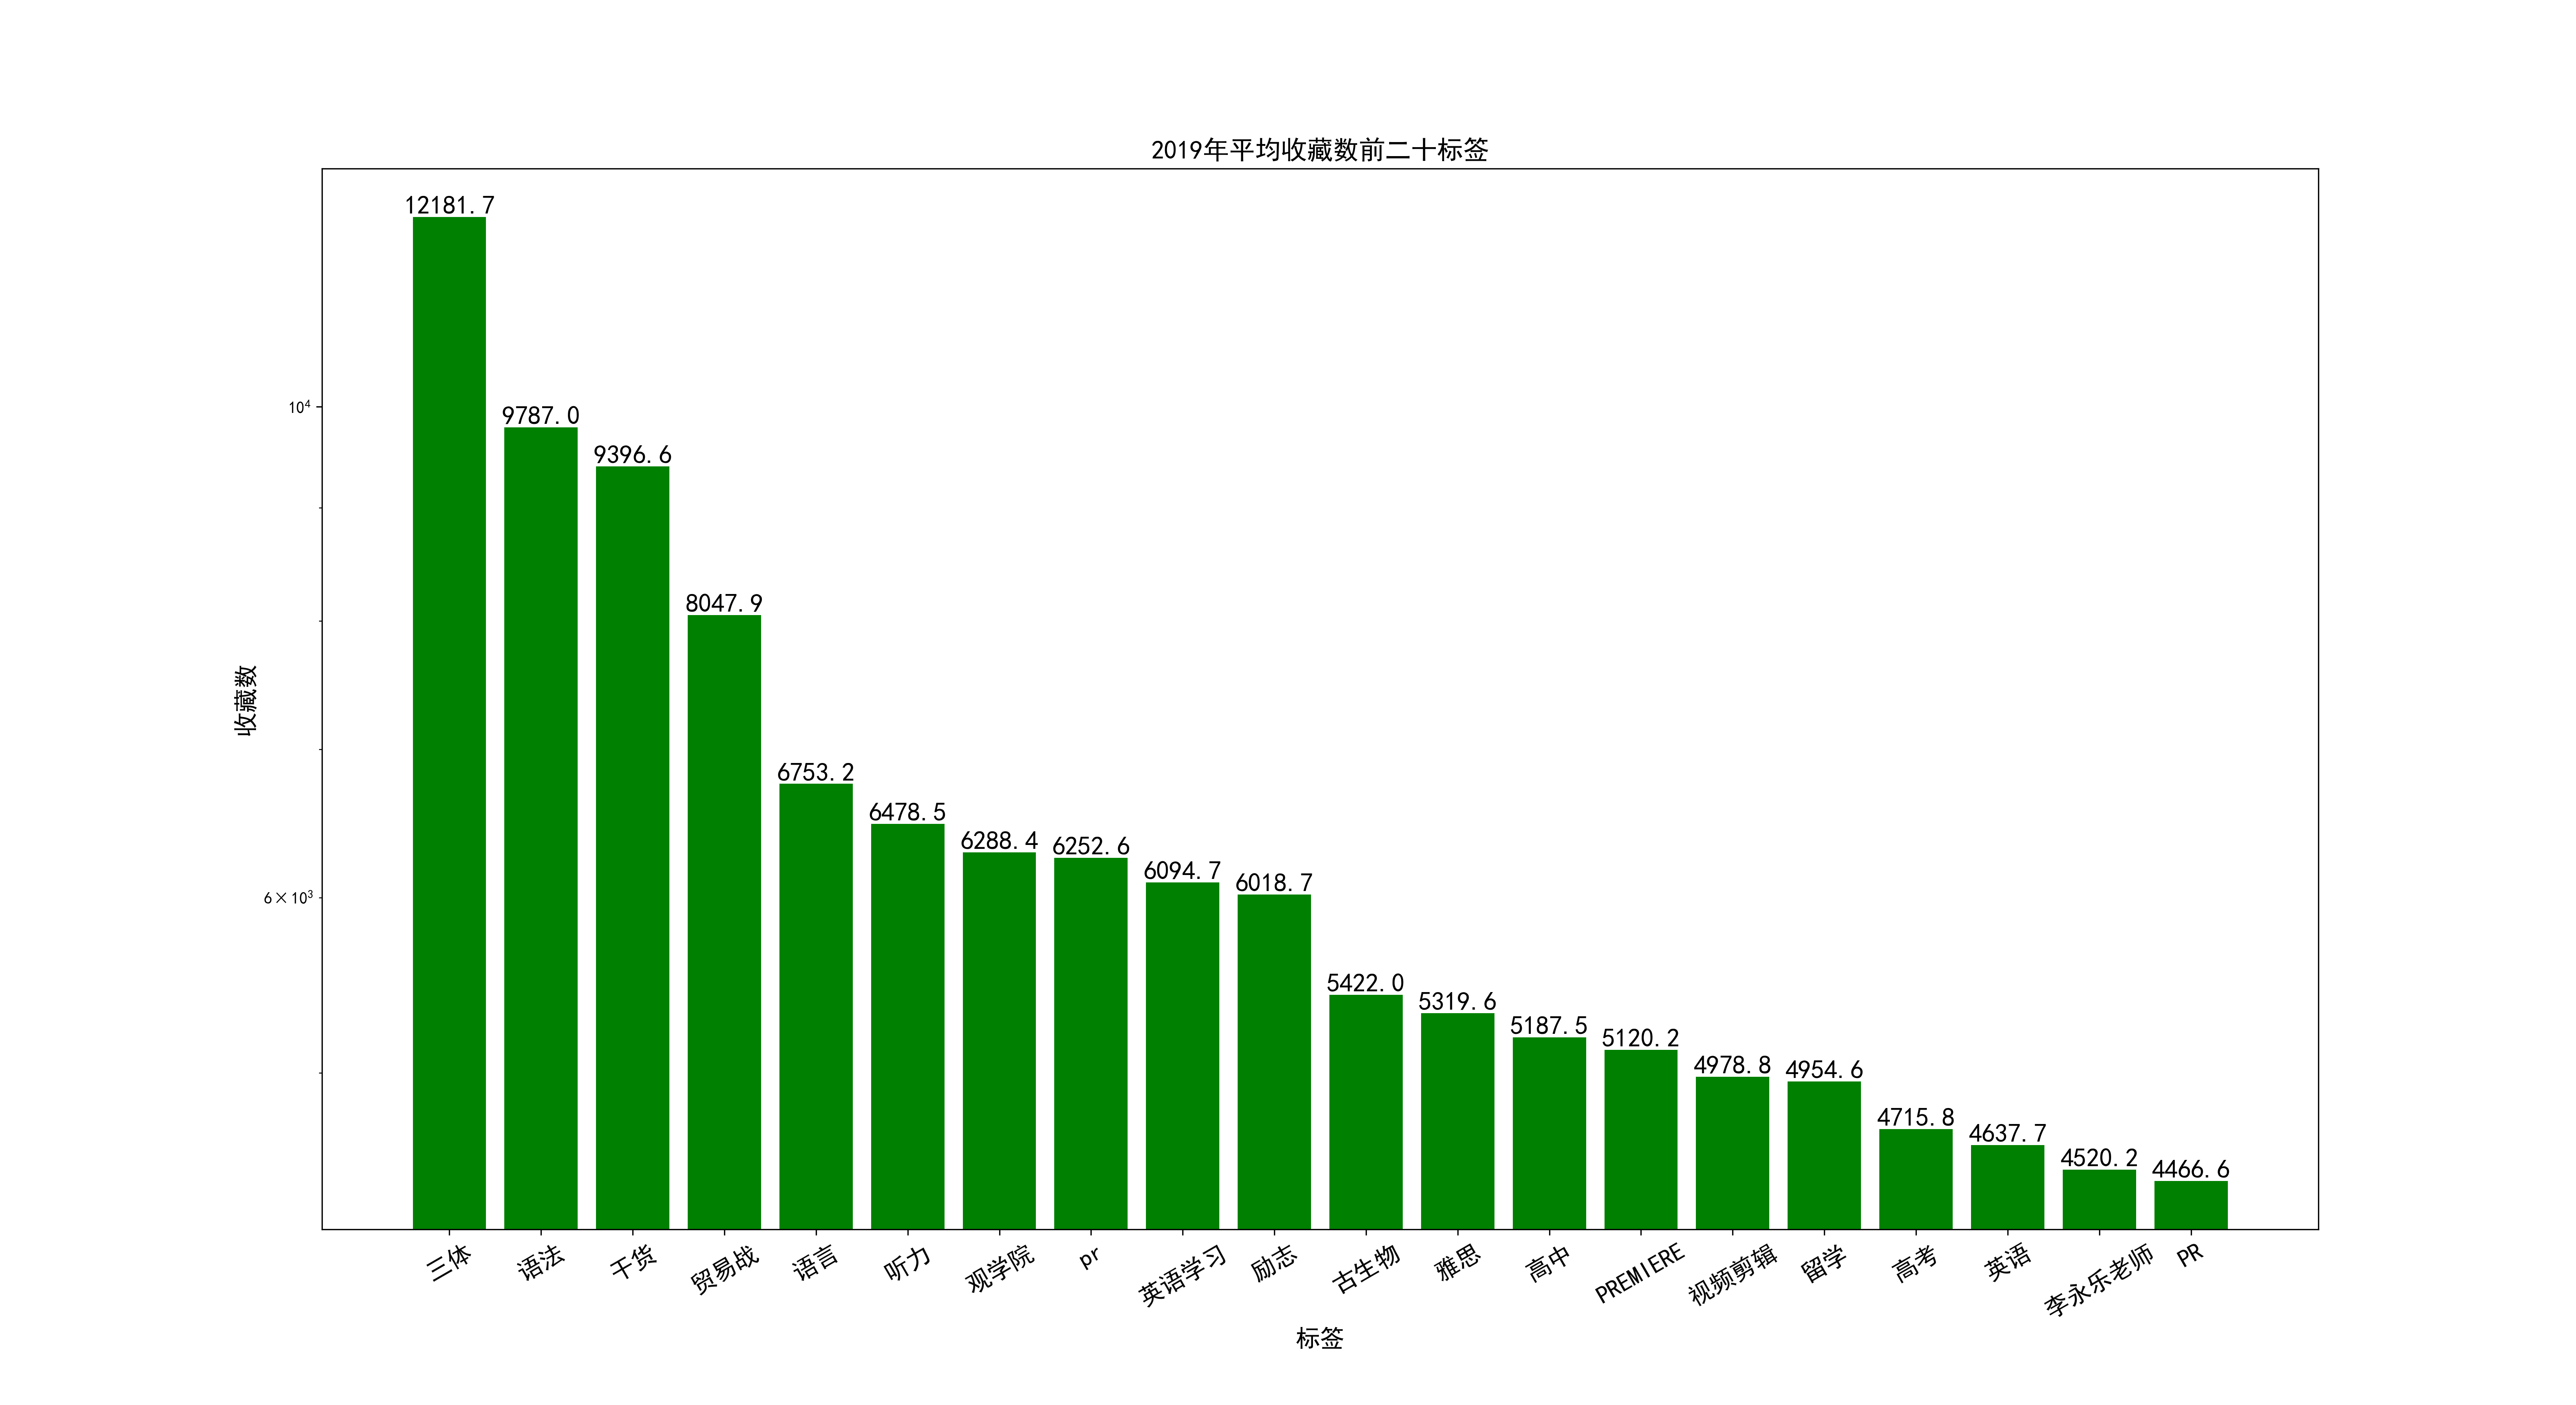 2019年平均收藏数前二十标签
收藏数
10⁴
6×10³
12181.7
9787.0
9396.6
8047.9
6753.2
6478.5
6288.4
6252.6
6094.7
6018.7
5422.0
5319.6
5187.5
5120.2
4978.8
4954.6
4715.8
4637.7
4520.2
4466.6
三体
语法
干货
贸易战
语言
听力
观学院
pr
英语学习
励志
古生物
雅思
高中
PREMIERE
视频剪辑
留学
高考
英语
李永乐老师
PR
标签